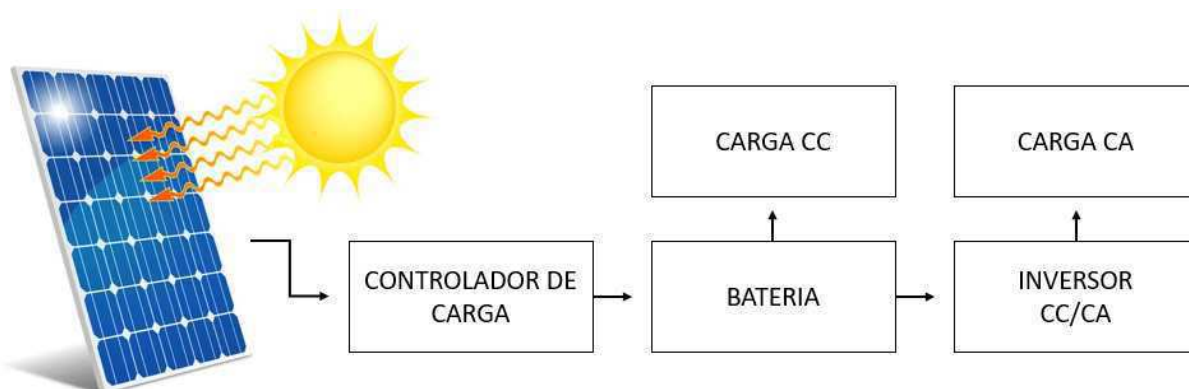 CARGA CC
CARGA CA
CONTROLADOR DE
CARGA
BATERIA
INVERSOR
CC/CA